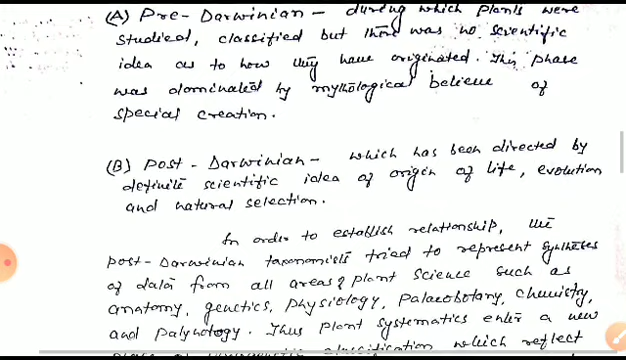 (A) Pre-Darwinian - during which plants were
studied, classified but there was no scientific
idea as to how they have originated. This phase
was dominated by mythological believe of
special creation.
(B) Post-Darwinian - which has been directed by
definite scientific idea of origin of life, evolution
and natural selection.
In order to establish relationship, the
post-Darwinian taxonomists tried to represent syntheses
of data from all areas of plant science such as
anatomy, genetics, physiology, palaeobotany, chemistry,
and palynology. Thus plant systematics enter a new
classification which reflect